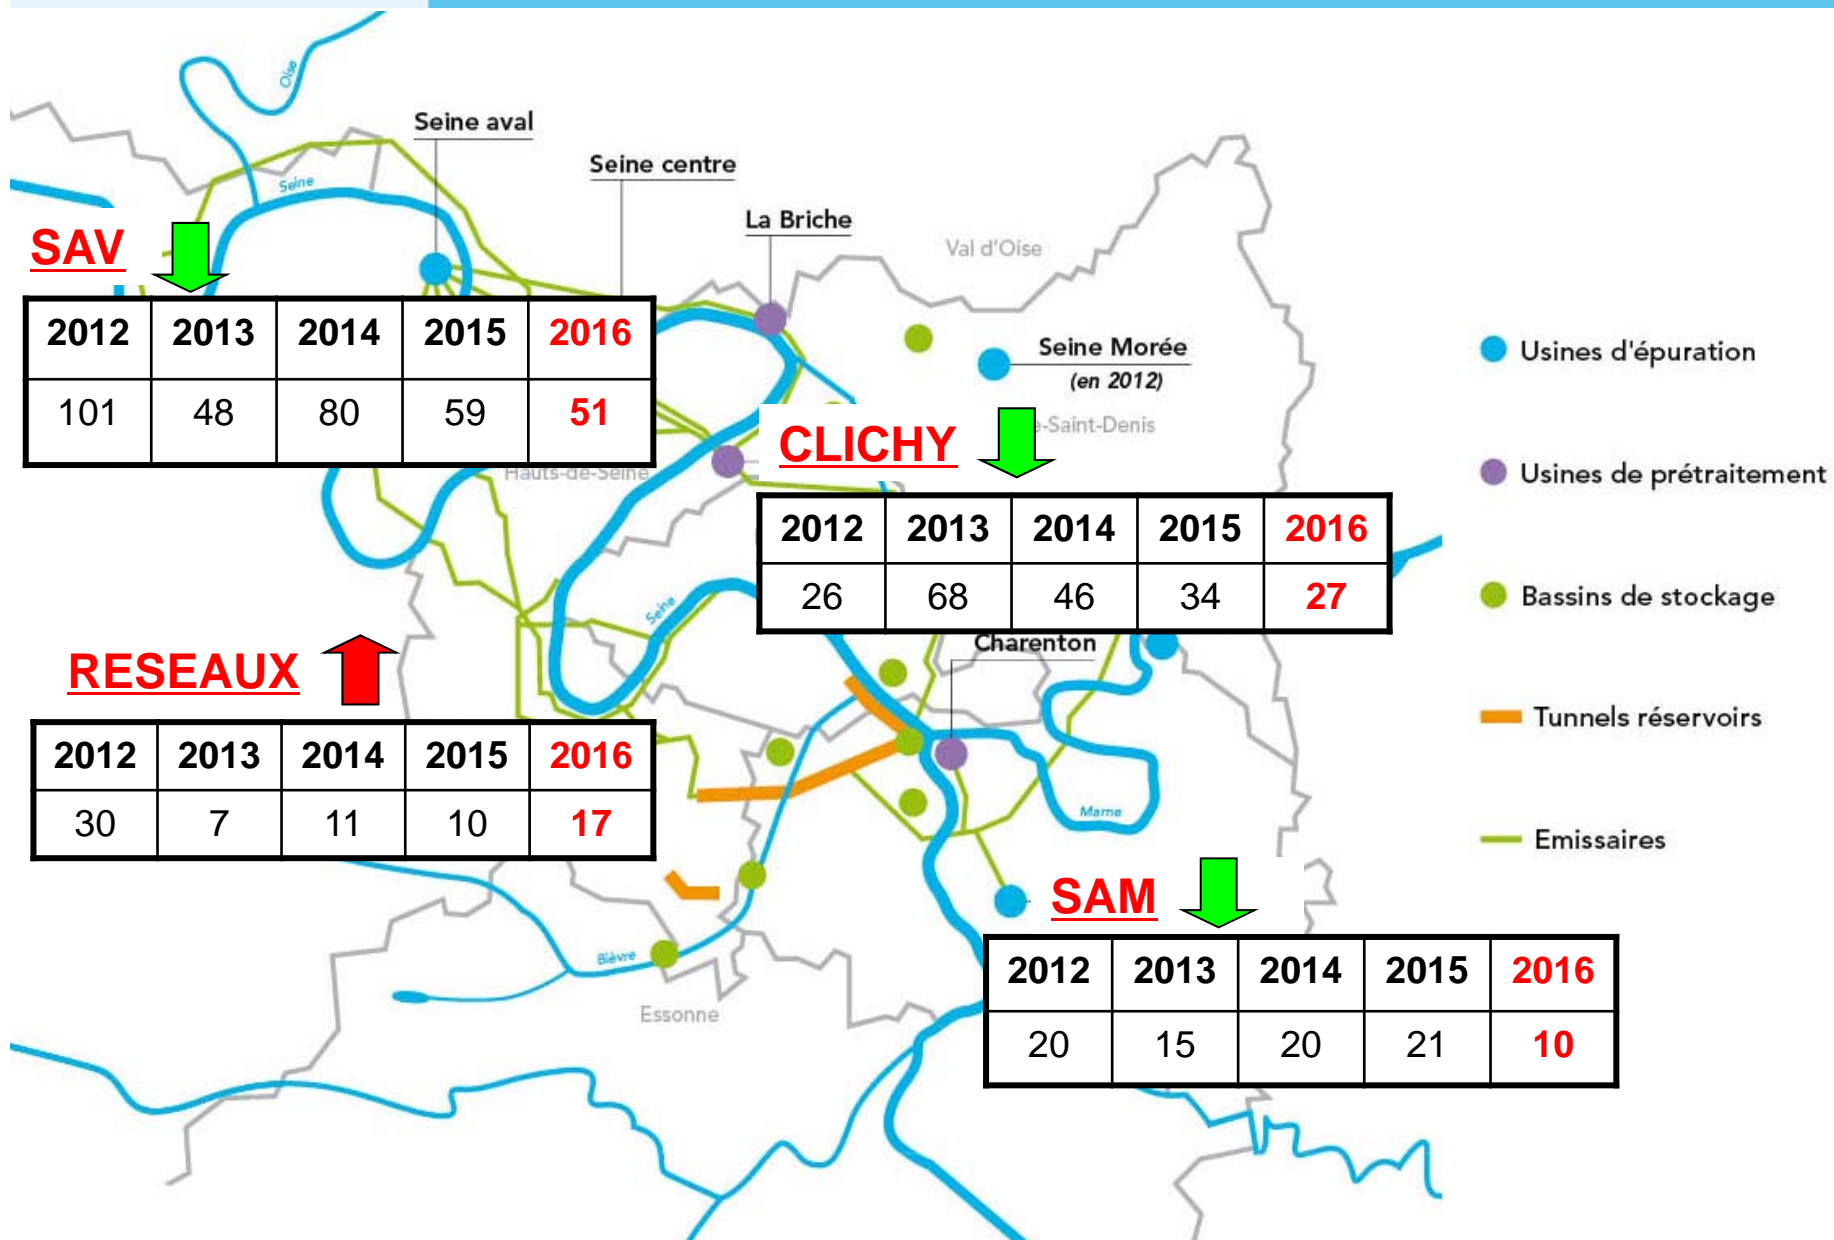 Oise
Seine aval
Seine centre
Seine
La Briche
Val d'Oise
SAV
2012 2013 2014 2015 2016
101 48 80 59 51
Seine Morée
(en 2012)
Usines d'épuration
CLICHY
e-Saint-Denis
Hauts-de-Seine
Usines de prétraitement
2012 2013 2014 2015 2016
26 68 46 34 27
Bassins de stockage
Seine
Charenton
RESEAUX
2012 2013 2014 2015 2016
30 7 11 10 17
Tunnels réservoirs
Marne
Emissaires
SAM
2012 2013 2014 2015 2016
20 15 20 21 10
Bièvre
Essonne